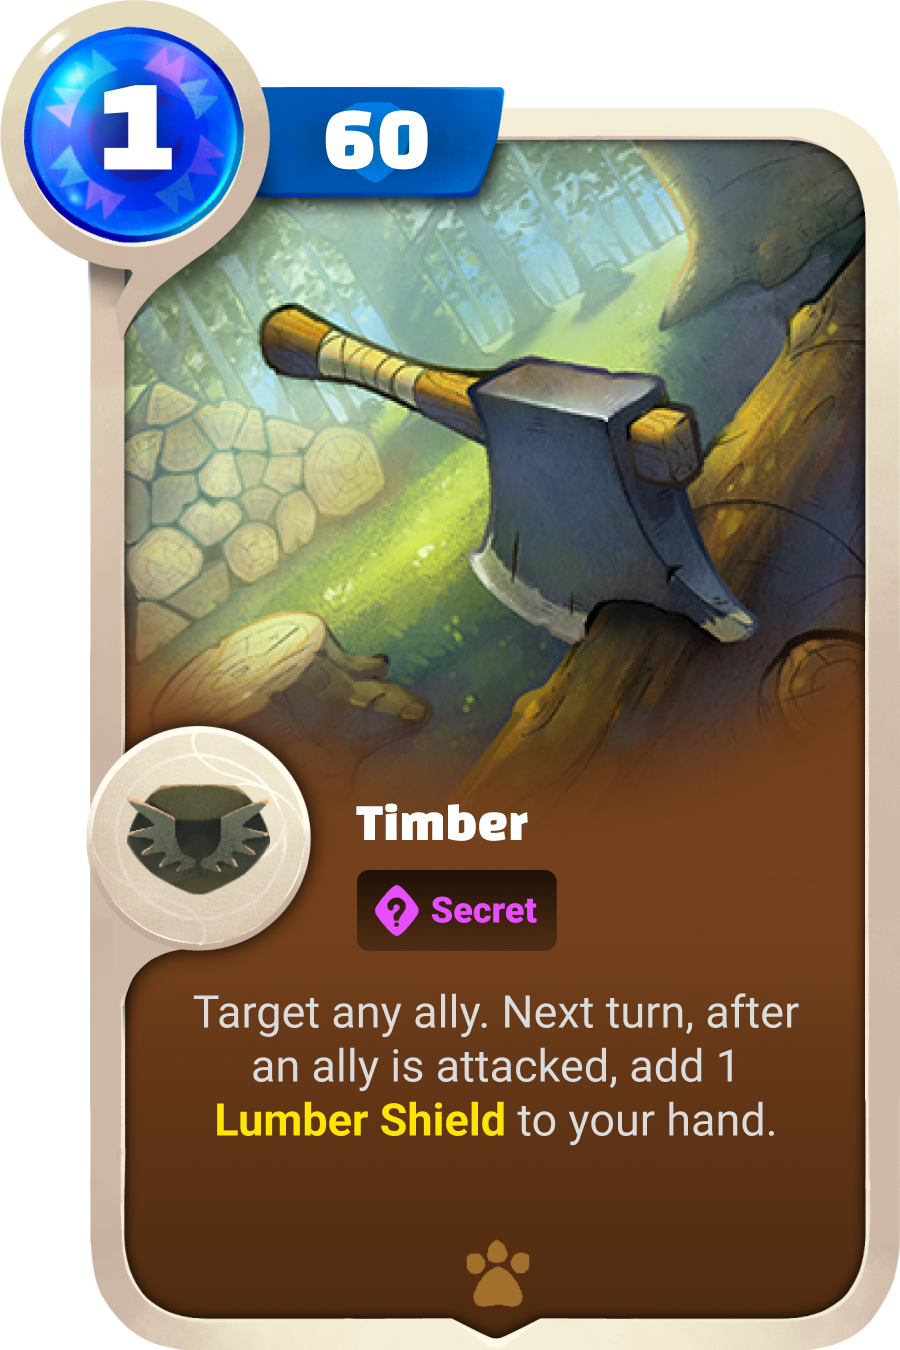 1
60
Timber
Secret
Target any ally. Next turn, after
an ally is attacked, add 1
Lumber Shield to your hand.